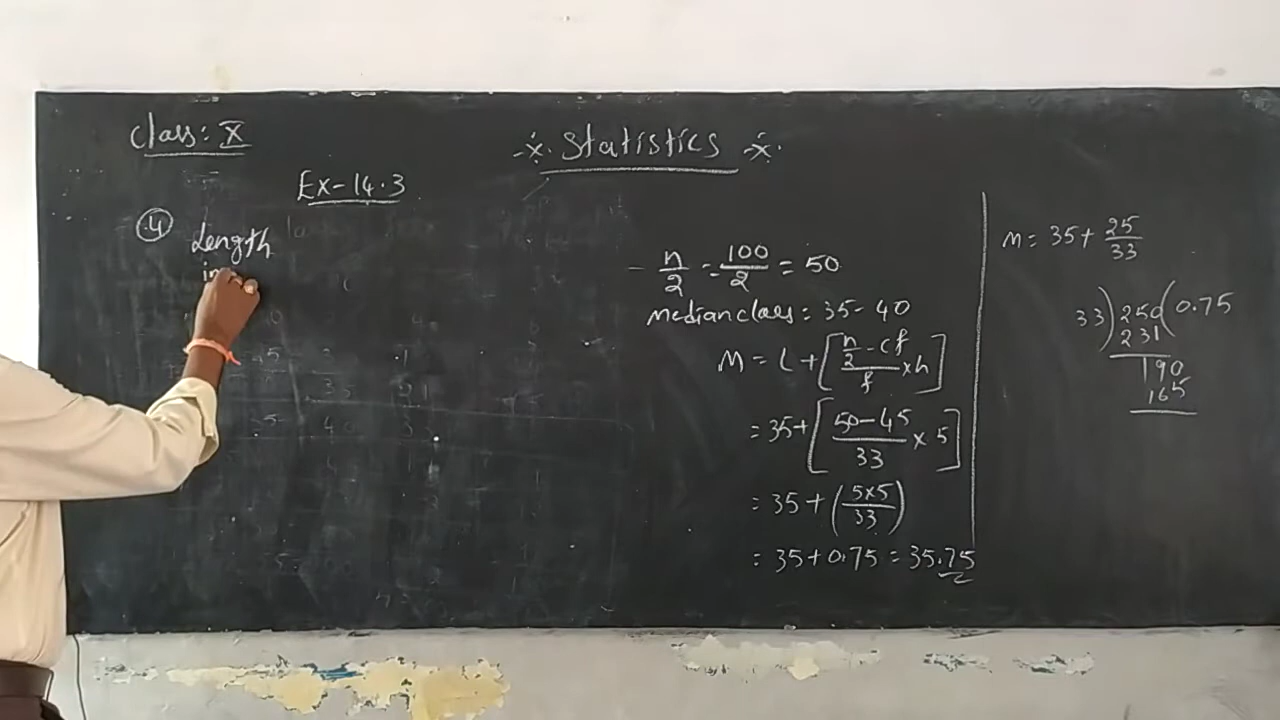 Class: X
-:x. Statistics -x.
Ex-14.3
4 Length
in
n/2 = 100/2 = 50
Median class: 35-40
M = l + [(n/2 - cf)/f × h]
= 35+ [(50-45)/33 × 5]
= 35+ (5×5/33)
= 35+0.75 = 35.75
M = 35+ 25/33
33) 250 (0.75
231
190
165